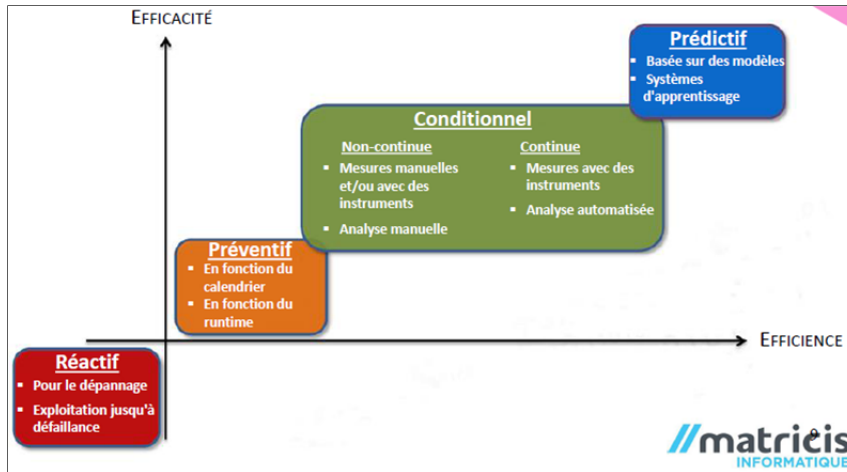 EFFICACITÉ
Prédictif
▪ Basée sur des modèles
▪ Systèmes
d'apprentissage
Conditionnel
Non-continue
▪ Mesures manuelles
et/ou avec des
instruments
▪ Analyse manuelle
Continue
▪ Mesures avec des
instruments
▪ Analyse automatisée
Préventif
▪ En fonction du
calendrier
▪ En fonction du
runtime
EFFICIENCE
Réactif
▪ Pour le dépannage
▪ Exploitation jusqu'à
défaillance
9
//matricis
INFORMATIQUE